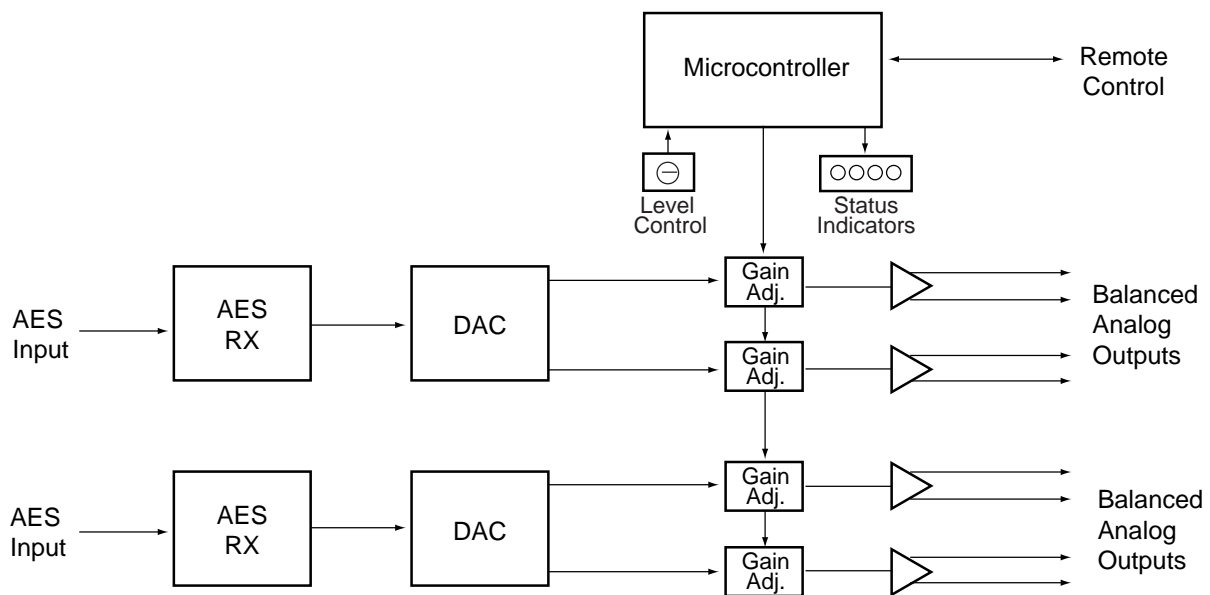 Microcontroller
Remote
Control
Level
Control
Status
Indicators
AES
Input
AES
RX
DAC
Gain
Adj.
Gain
Adj.
Balanced
Analog
Outputs
AES
Input
AES
RX
DAC
Gain
Adj.
Gain
Adj.
Balanced
Analog
Outputs